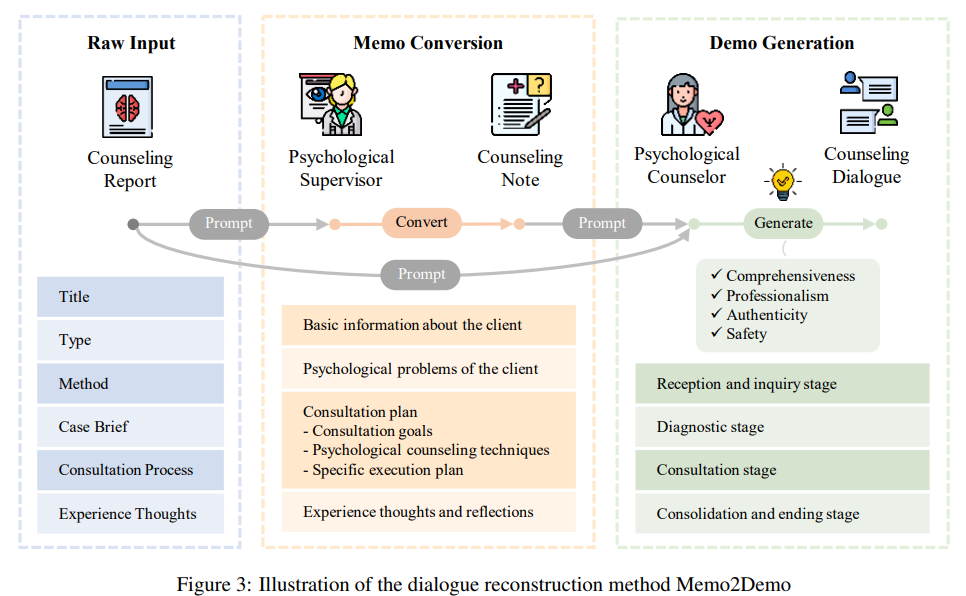 Raw Input
Counseling
Report
Memo Conversion
Psychological
Supervisor
Counseling
Note
Demo Generation
Psychological
Counselor
Counseling
Dialogue
Prompt
Convert
Prompt
Generate
Prompt
✓ Comprehensiveness
✓ Professionalism
✓ Authenticity
✓ Safety
Title
Type
Method
Case Brief
Consultation Process
Experience Thoughts
Basic information about the client
Psychological problems of the client
Consultation plan
- Consultation goals
- Psychological counseling techniques
- Specific execution plan
Experience thoughts and reflections
Reception and inquiry stage
Diagnostic stage
Consultation stage
Consolidation and ending stage
Figure 3: Illustration of the dialogue reconstruction method Memo2Demo